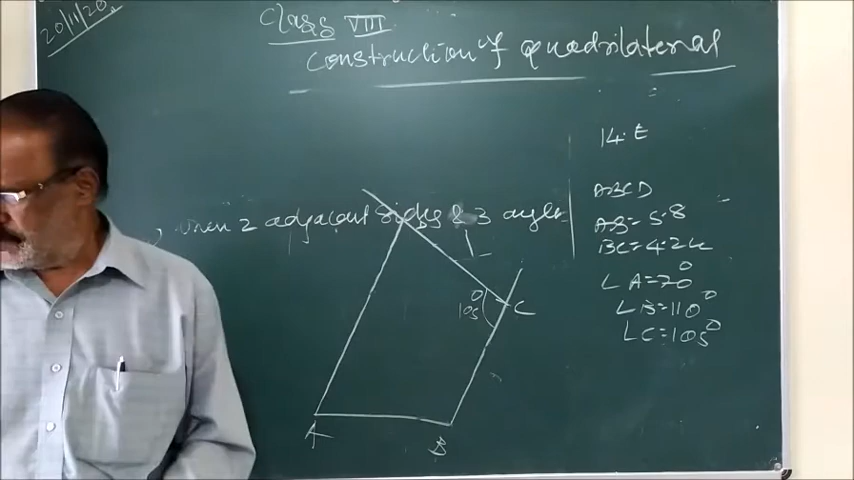 20/11/20.
Class VIII
Construction of quadrilateral
14.E
when 2 adjacent sides & 3 angles
ABCD
AB=5.8
BC=4.2
∠A=70°
∠B=110°
∠C=105°
105°
C
A
B